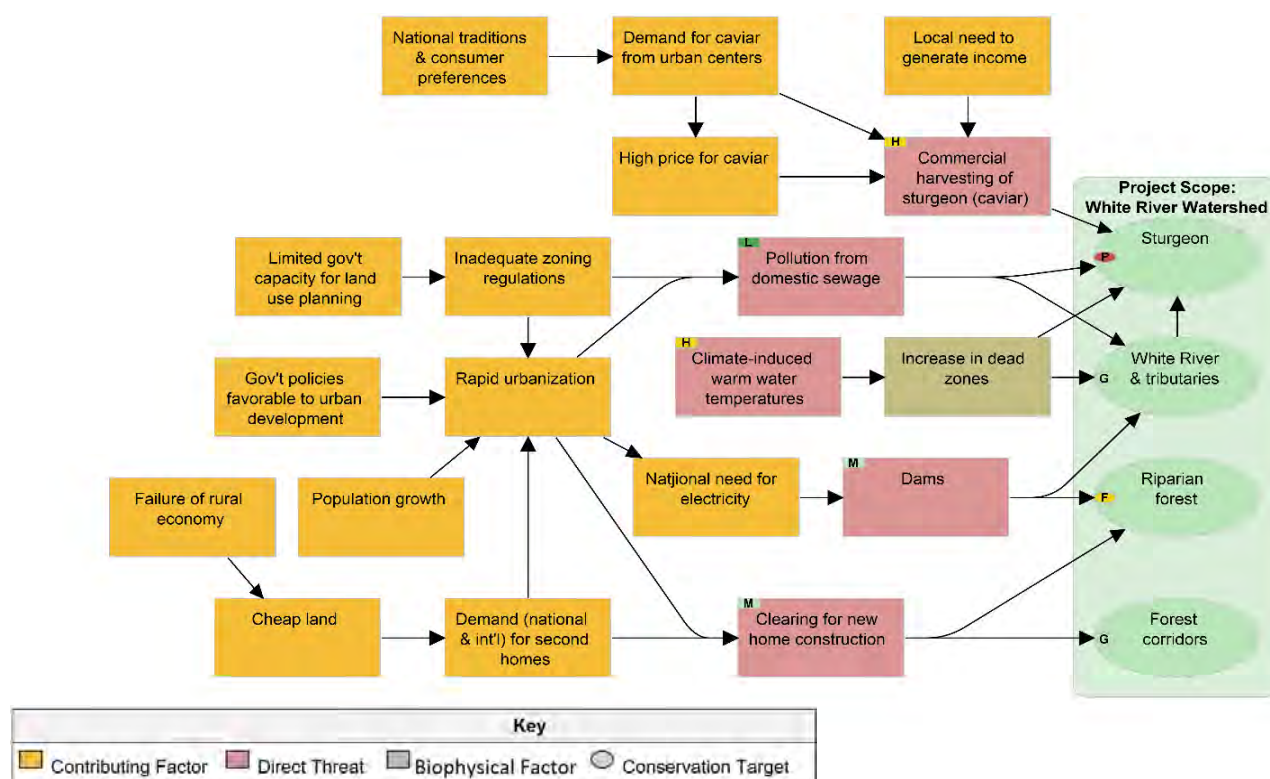 National traditions
& consumer
preferences
Demand for caviar
from urban centers
Local need to
generate income
High price for caviar
H
Commercial
harvesting of
sturgeon (caviar)
Project Scope:
White River Watershed
Sturgeon
P
Limited gov't
capacity for land
use planning
Inadequate zoning
regulations
L
Pollution from
domestic sewage
Gov't policies
favorable to urban
development
Rapid urbanization
H
Climate-induced
warm water
temperatures
Increase in dead
zones
White River
& tributaries
G
Failure of rural
economy
Population growth
Natjional need for
electricity
M
Dams
Riparian
forest
F
Cheap land
Demand (national
& int'l) for second
homes
M
Clearing for new
home construction
Forest
corridors
G
Key
Contributing Factor
Direct Threat
Biophysical Factor
Conservation Target